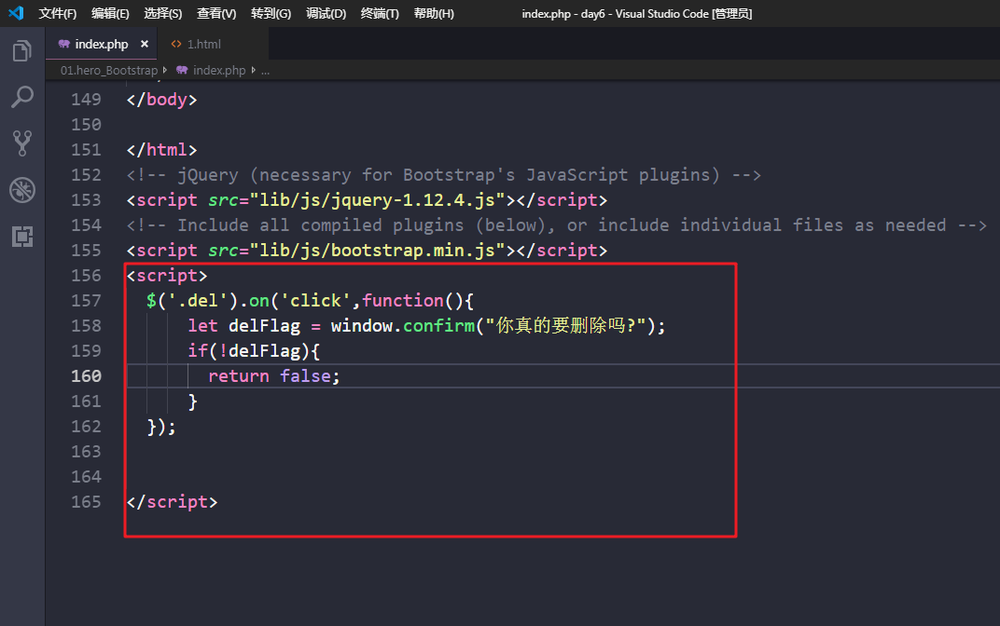 文件(F) 编辑(E) 选择(S) 查看(V) 转到(G) 调试(D) 终端(T) 帮助(H) index.php - day6 - Visual Studio Code [管理员]
index.php × <> 1.html
01.hero_Bootstrap index.php ...
149 </body>
150
151 </html>
152 <!-- jQuery (necessary for Bootstrap's JavaScript plugins) -->
153 <script src="lib/js/jquery-1.12.4.js"></script>
154 <!-- Include all compiled plugins (below), or include individual files as needed -->
155 <script src="lib/js/bootstrap.min.js"></script>
156 <script>
157 $('.del').on('click',function(){
158 let delFlag = window.confirm("你真的要删除吗?");
159 if(!delFlag){
160 return false;
161 }
162 });
163
164
165 </script>